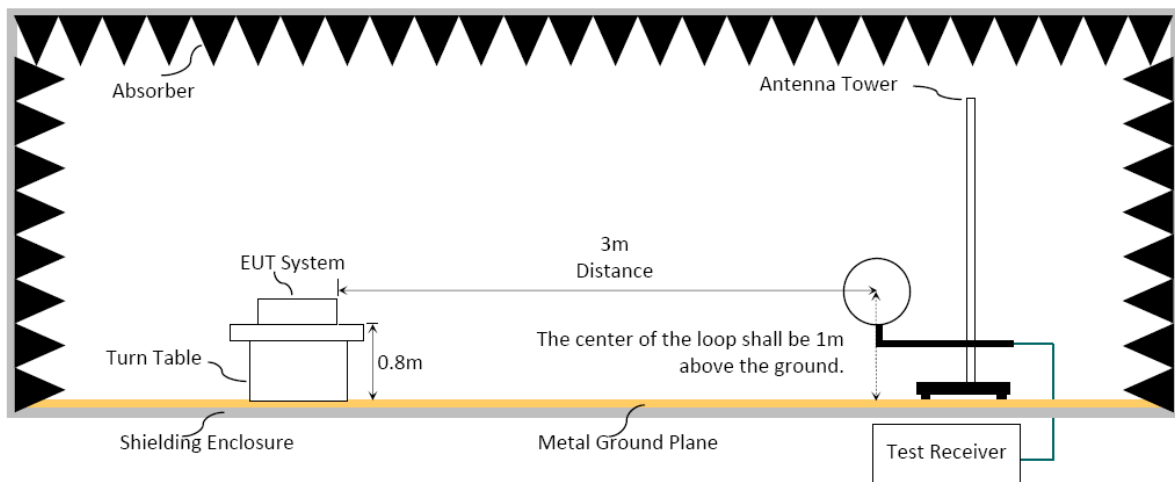 Absorber
Antenna Tower
3m
Distance
EUT System
The center of the loop shall be 1m
above the ground.
Turn Table
0.8m
Shielding Enclosure
Metal Ground Plane
Test Receiver